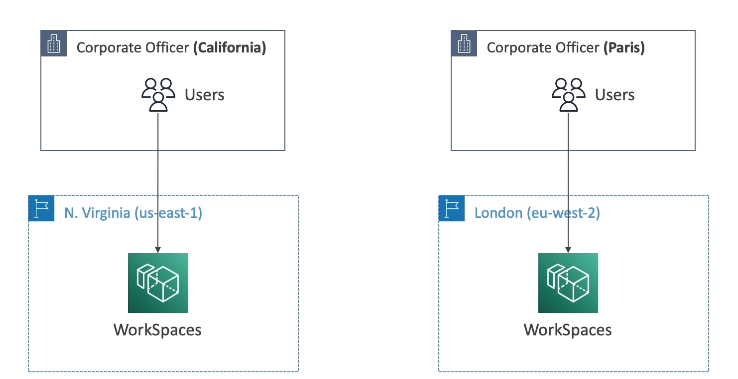 Corporate Officer (California)
Users
N. Virginia (us-east-1)
WorkSpaces
Corporate Officer (Paris)
Users
London (eu-west-2)
WorkSpaces